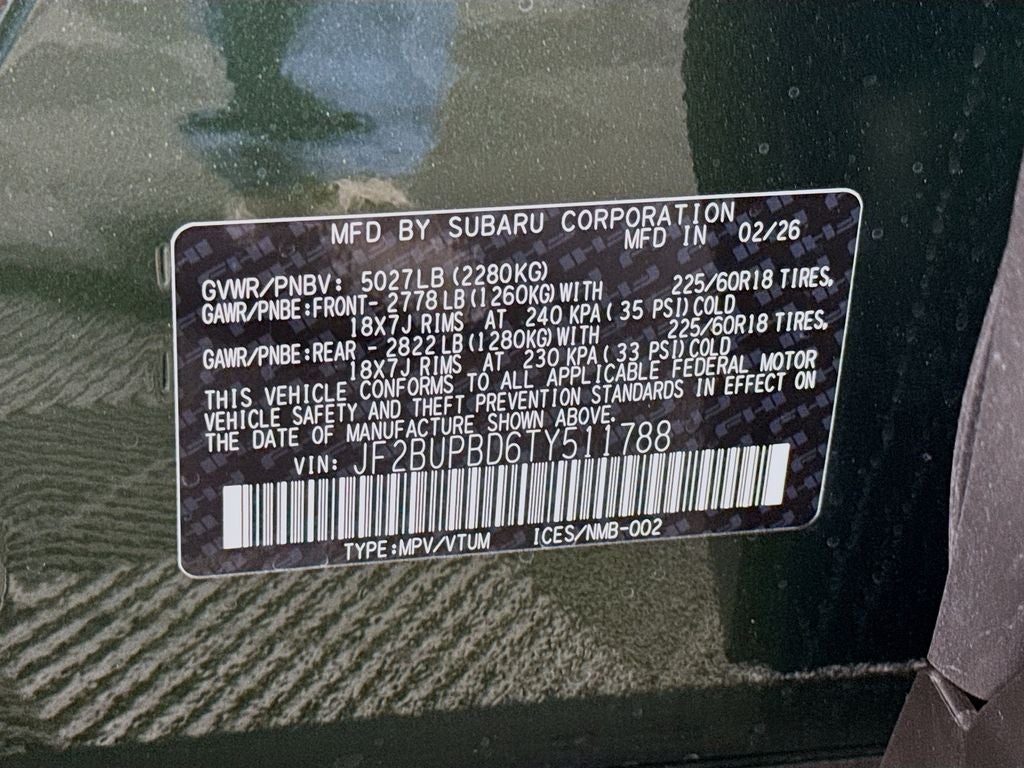 MFD BY SUBARU CORPORATION
MFD IN 02/26
GVWR/PNBV: 5027LB (2280KG)
GAWR/PNBE:FRONT- 2778 LB (1260KG) WITH 225/60R18 TIRES,
18X7J RIMS AT 240 KPA ( 35 PSI) COLD
GAWR/PNBE:REAR - 2822 LB (1280KG) WITH 225/60R18 TIRES,
18X7J RIMS AT 230 KPA ( 33 PSI) COLD
THIS VEHICLE CONFORMS TO ALL APPLICABLE FEDERAL MOTOR
VEHICLE SAFETY AND THEFT PREVENTION STANDARDS IN EFFECT ON
THE DATE OF MANUFACTURE SHOWN ABOVE.
VIN: JF2BUPBD6TY511788
TYPE:MPV/VTUM ICES/NMB-002